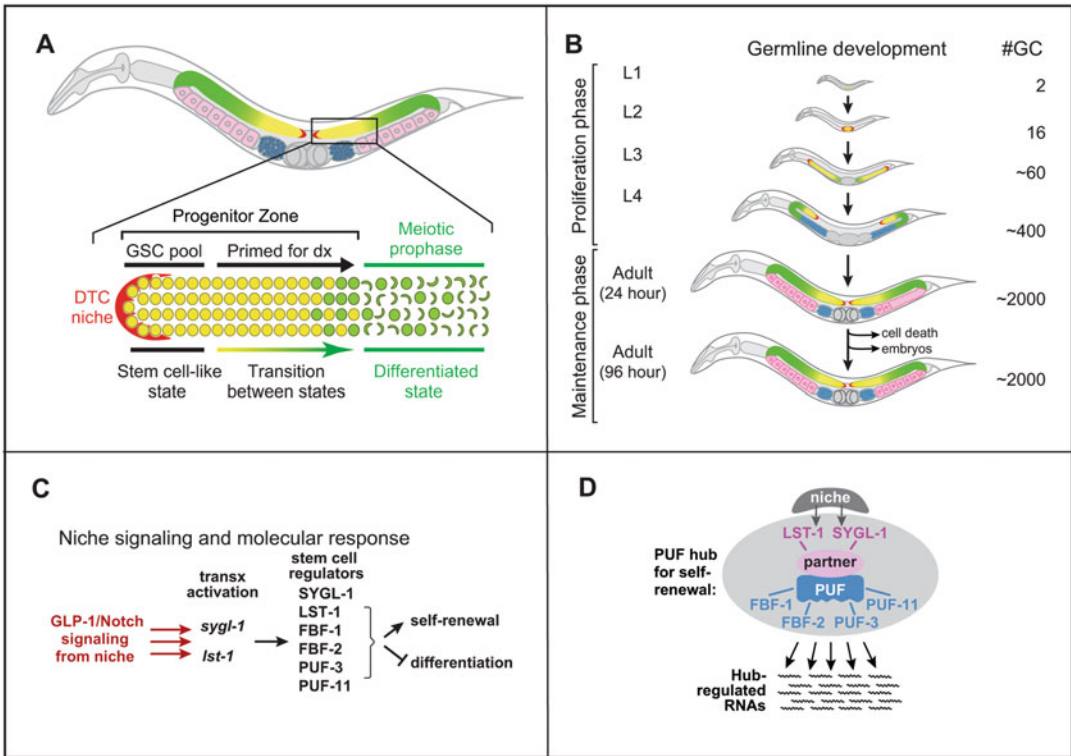 A
Progenitor Zone
Meiotic
prophase
GSC pool
Primed for dx
DTC
niche
Stem cell-like
state
Transition
between states
Differentiated
state
B
Germline development
#GC
Proliferation phase
L1
2
L2
16
L3
~60
L4
~400
Maintenance phase
Adult
(24 hour)
~2000
cell death
embryos
Adult
(96 hour)
~2000
C
Niche signaling and molecular response
transx
activation
stem cell
regulators
GLP-1/Notch
signaling
from niche
sygl-1
lst-1
SYGL-1
LST-1
FBF-1
FBF-2
PUF-3
PUF-11
self-renewal
differentiation
D
niche
LST-1 SYGL-1
PUF hub
for self-
renewal:
partner
PUF
FBF-1
PUF-11
FBF-2
PUF-3
Hub-
regulated
RNAs